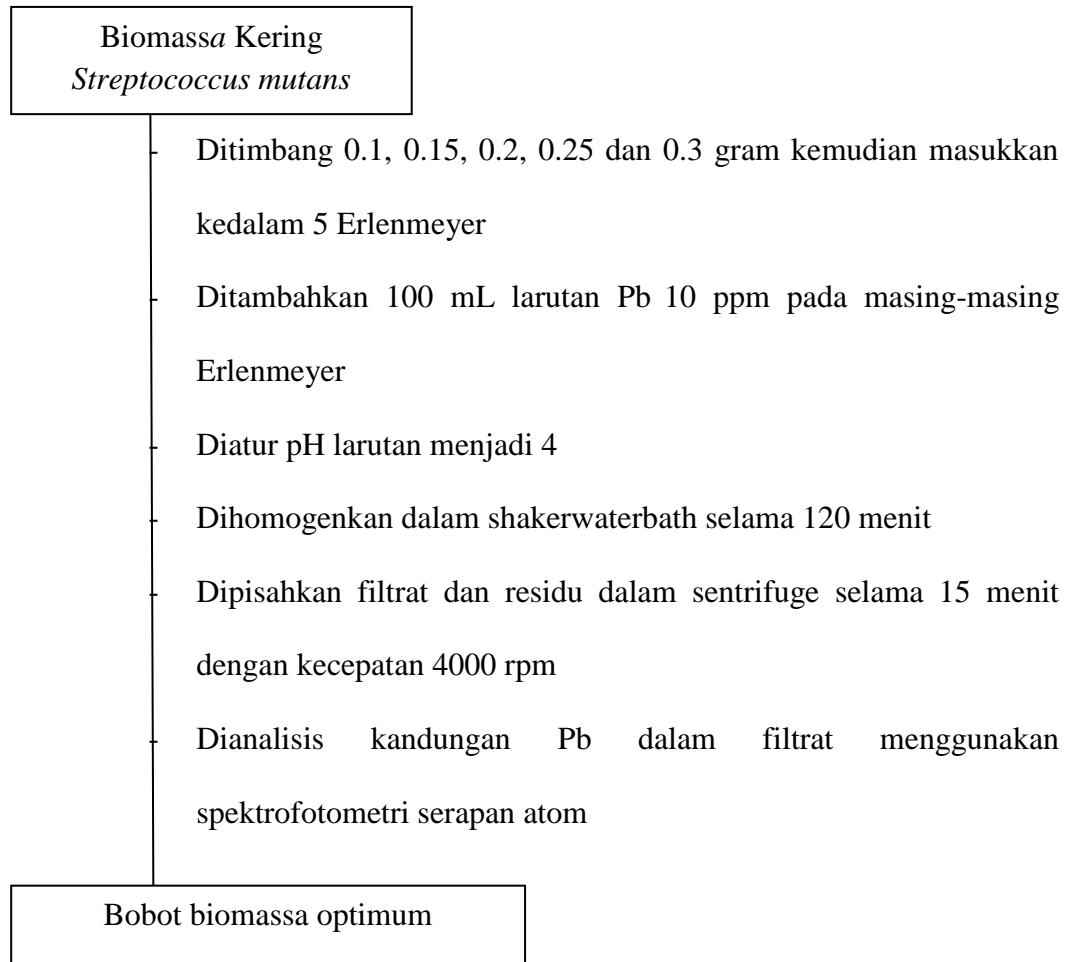 Biomassa Kering
Streptococcus mutans
- Ditimbang 0.1, 0.15, 0.2, 0.25 dan 0.3 gram kemudian masukkan
kedalam 5 Erlenmeyer
- Ditambahkan 100 mL larutan Pb 10 ppm pada masing-masing
Erlenmeyer
- Diatur pH larutan menjadi 4
- Dihomogenkan dalam shakerwaterbath selama 120 menit
- Dipisahkan filtrat dan residu dalam sentrifuge selama 15 menit
dengan kecepatan 4000 rpm
- Dianalisis kandungan Pb dalam filtrat menggunakan
spektrofotometri serapan atom
Bobot biomassa optimum